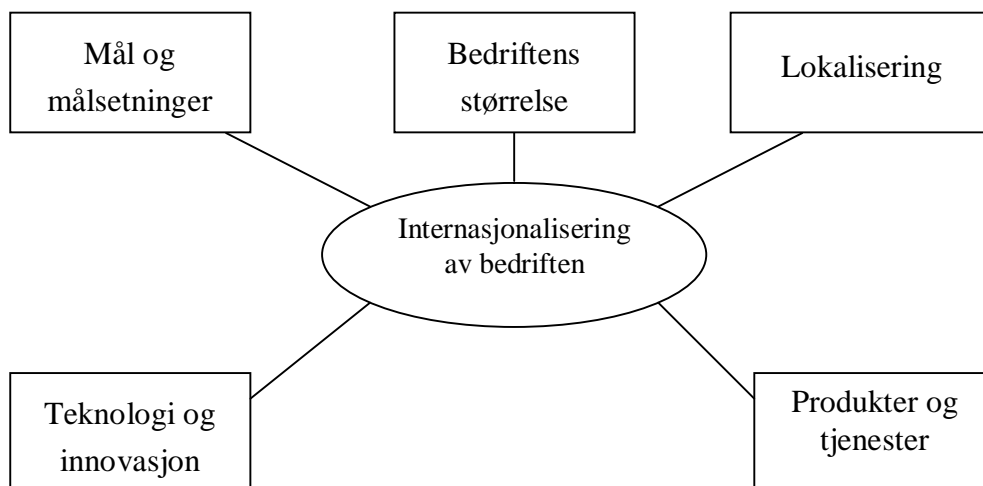 Mål og
målsetninger
Bedriftens
størrelse
Lokalisering
Internasjonalisering
av bedriften
Teknologi og
innovasjon
Produkter og
tjenester